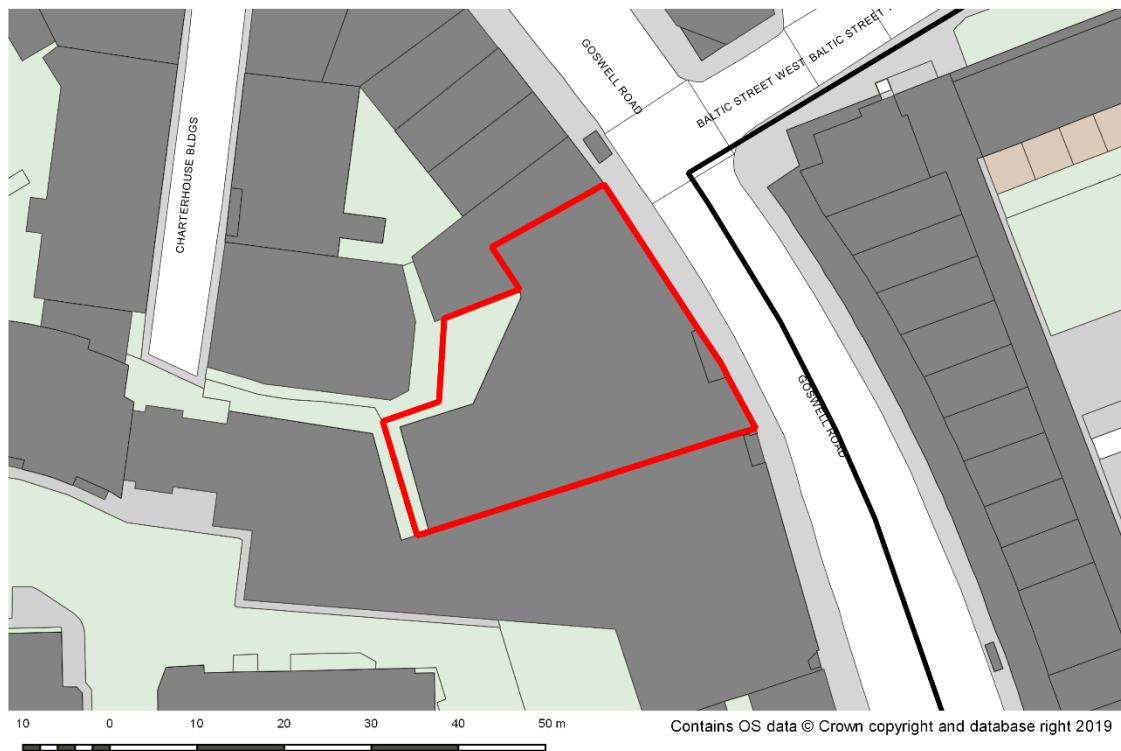 GOSWELL ROAD
BALTIC STREET WEST
BALTIC STREET
CHARTERHOUSE BLDGS
GOSWELL ROAD
10 0 10 20 30 40 50 m
Contains OS data © Crown copyright and database right 2019